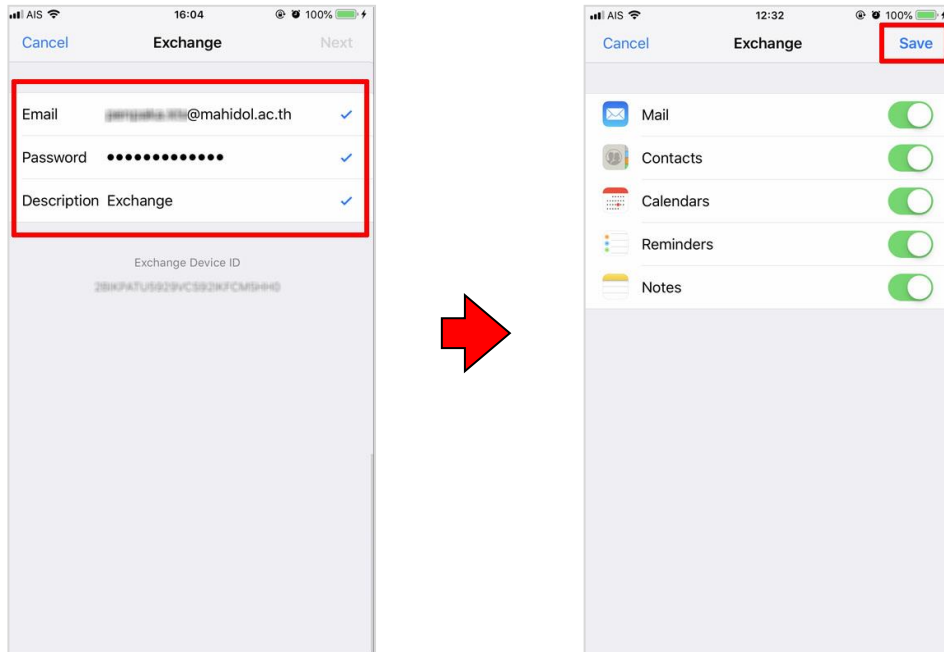 AIS 16:04 100%
Cancel Exchange Next
Email @mahidol.ac.th
Password •••••••••••••
Description Exchange
Exchange Device ID
AIS 12:32 100%
Cancel Exchange Save
Mail
Contacts
Calendars
Reminders
Notes